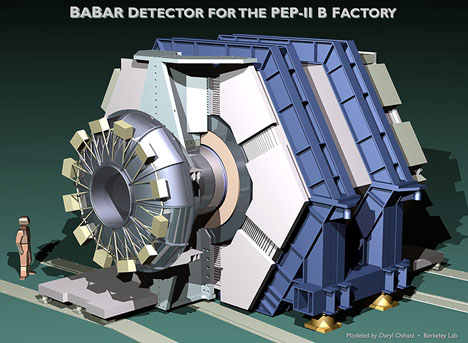 BABAR DETECTOR FOR THE PEP-II B FACTORY
Modeled by Daryl Oshatz • Berkeley Lab